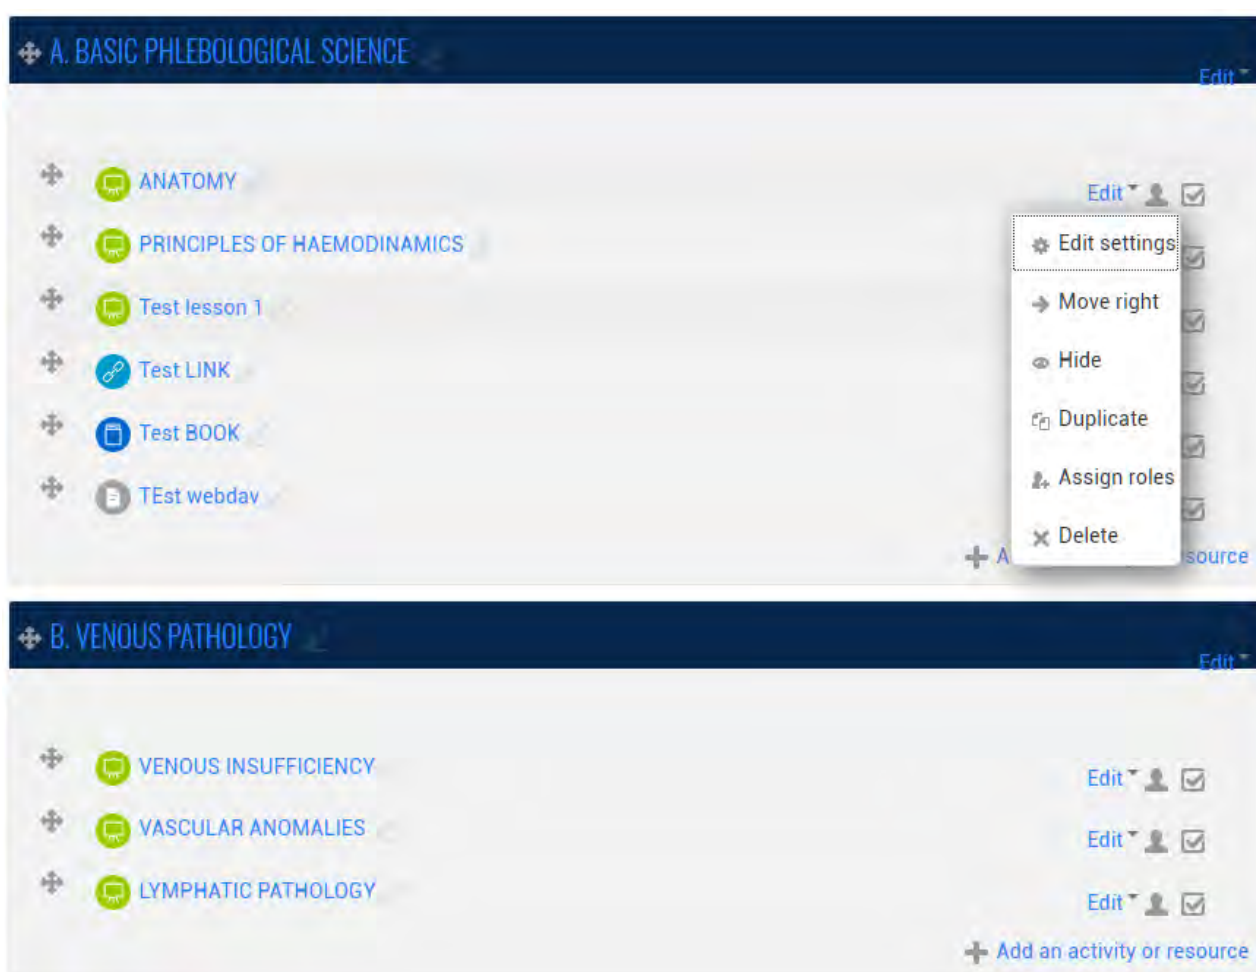 A. BASIC PHLEBOLOGICAL SCIENCE
Edit
ANATOMY
Edit
PRINCIPLES OF HAEMODINAMICS
Edit settings
Test lesson 1
Move right
Test LINK
Hide
Test BOOK
Duplicate
TEst webdav
Assign roles
Delete
A source
B. VENOUS PATHOLOGY
Edit
VENOUS INSUFFICIENCY
Edit
VASCULAR ANOMALIES
Edit
LYMPHATIC PATHOLOGY
Edit
Add an activity or resource